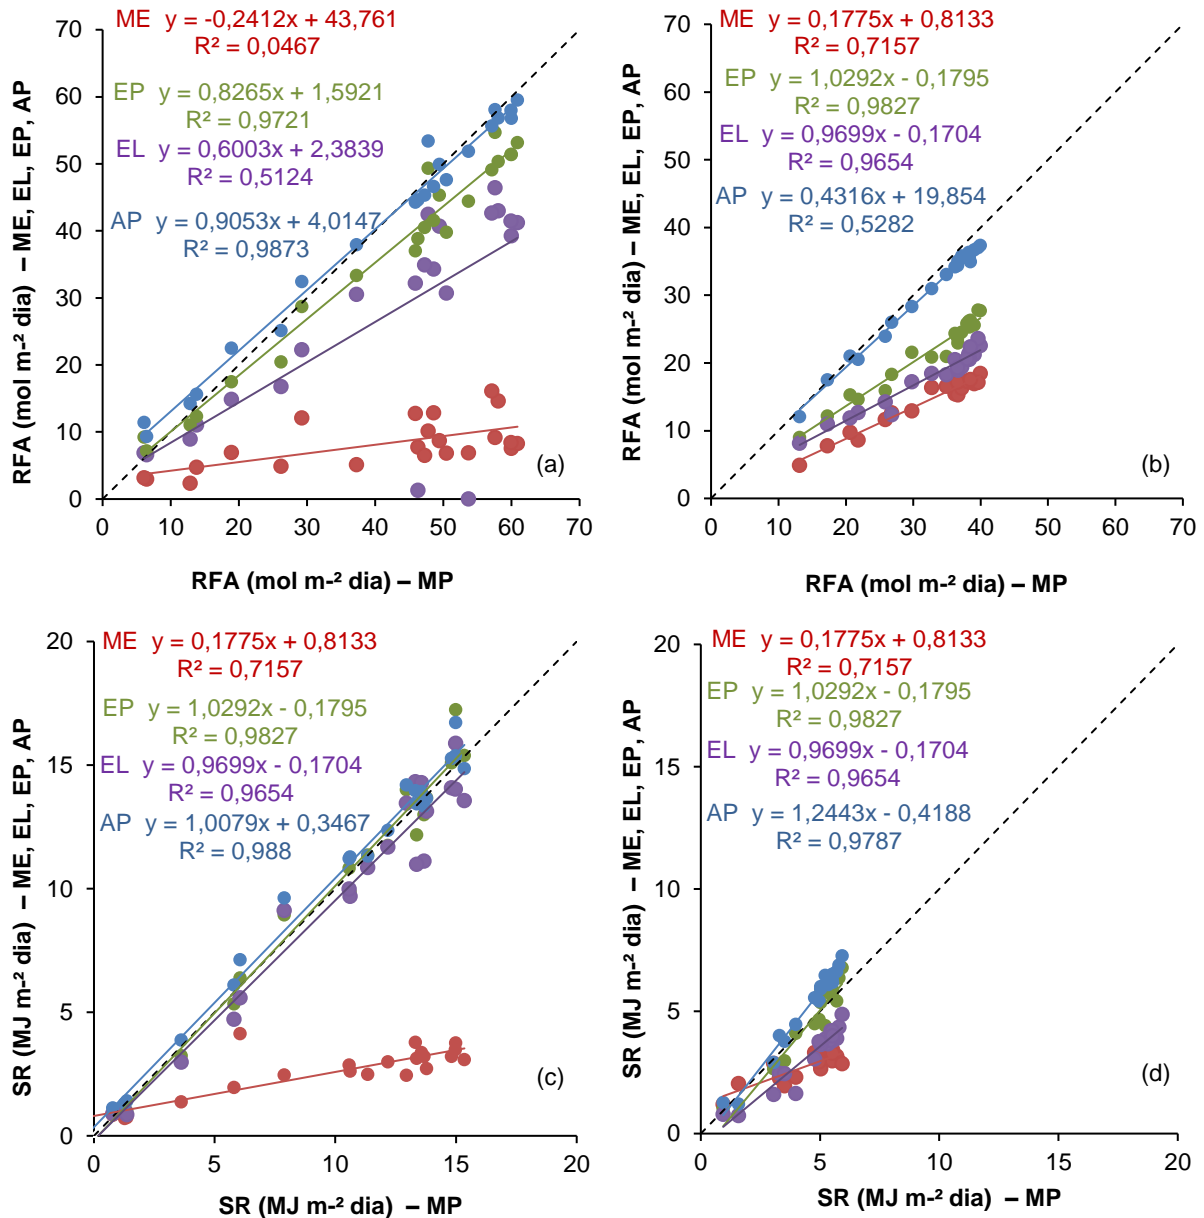 ME y = -0,2412x + 43,761
R² = 0,0467
EP y = 0,8265x + 1,5921
R² = 0,9721
EL y = 0,6003x + 2,3839
R² = 0,5124
AP y = 0,9053x + 4,0147
R² = 0,9873
RFA (mol m-² dia) – ME, EL, EP, AP
70
60
50
40
30
20
10
0
(a)
0 10 20 30 40 50 60 70
RFA (mol m-² dia) – MP
ME y = 0,1775x + 0,8133
R² = 0,7157
EP y = 1,0292x - 0,1795
R² = 0,9827
EL y = 0,9699x - 0,1704
R² = 0,9654
AP y = 0,4316x + 19,854
R² = 0,5282
RFA (mol m-² dia) – ME, EL, EP, AP
70
60
50
40
30
20
10
0
(b)
0 10 20 30 40 50 60 70
RFA (mol m-² dia) – MP
ME y = 0,1775x + 0,8133
R² = 0,7157
EP y = 1,0292x - 0,1795
R² = 0,9827
EL y = 0,9699x - 0,1704
R² = 0,9654
AP y = 1,0079x + 0,3467
R² = 0,988
SR (MJ m-² dia) – ME, EL, EP, AP
20
15
10
5
0
(c)
0 5 10 15 20
SR (MJ m-² dia) – MP
ME y = 0,1775x + 0,8133
R² = 0,7157
EP y = 1,0292x - 0,1795
R² = 0,9827
EL y = 0,9699x - 0,1704
R² = 0,9654
AP y = 1,2443x - 0,4188
R² = 0,9787
SR (MJ m-² dia) – ME, EL, EP, AP
20
15
10
5
0
(d)
0 5 10 15 20
SR (MJ m-² dia) – MP